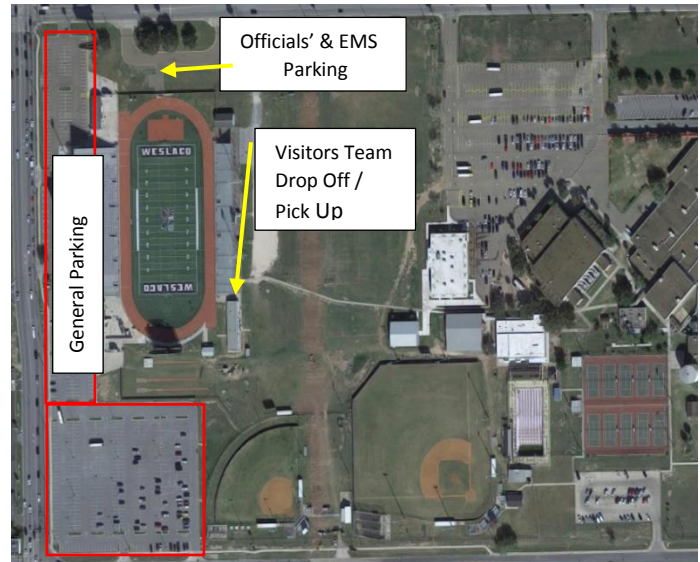 Officials’ & EMS
Parking
WESLACO
Visitors Team
Drop Off /
Pick Up
General Parking
WESLACO